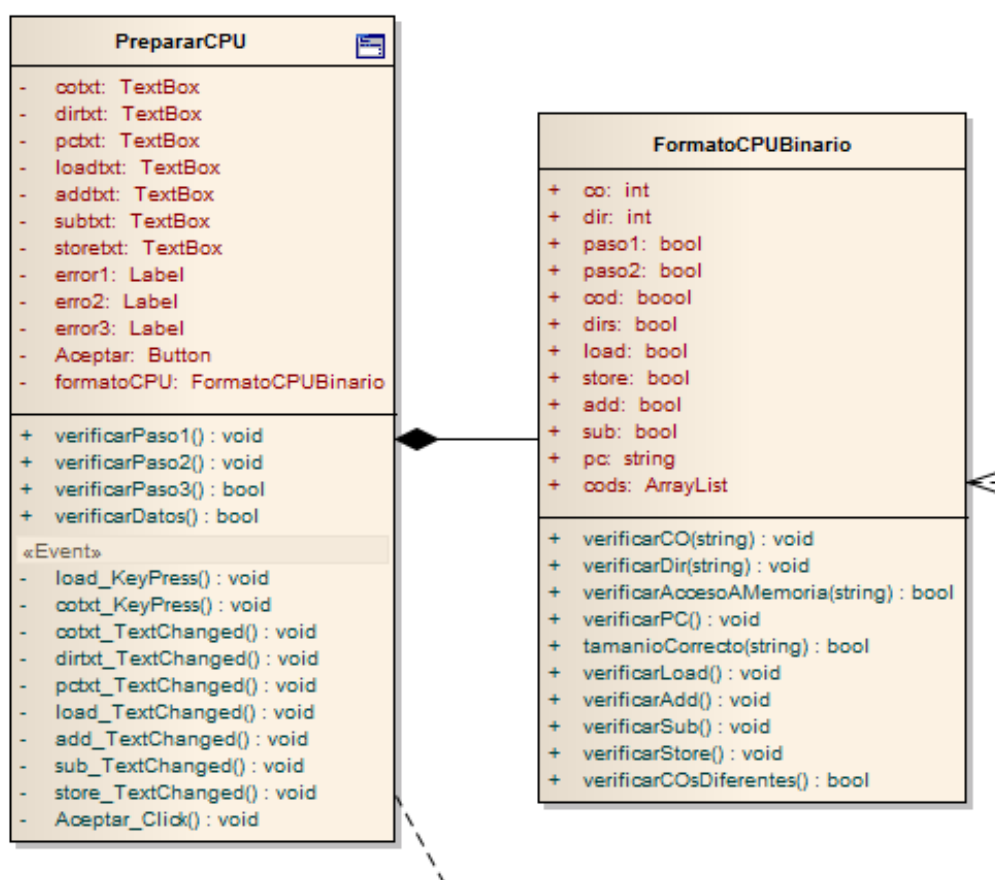 PrepararCPU
- cotxt: TextBox
- dirtxt: TextBox
- pctxt: TextBox
- loadtxt: TextBox
- addtxt: TextBox
- subtxt: TextBox
- storetxt: TextBox
- error1: Label
- erro2: Label
- error3: Label
- Aceptar: Button
- formatoCPU: FormatoCPUBinario
+ verificarPaso1() : void
+ verificarPaso2() : void
+ verificarPaso3() : bool
+ verificarDatos() : bool
«Event»
- load_KeyPress() : void
- cotxt_KeyPress() : void
- cotxt_TextChanged() : void
- dirtxt_TextChanged() : void
- pctxt_TextChanged() : void
- load_TextChanged() : void
- add_TextChanged() : void
- sub_TextChanged() : void
- store_TextChanged() : void
- Aceptar_Click() : void
FormatoCPUBinario
+ co: int
+ dir: int
+ paso1: bool
+ paso2: bool
+ cod: boool
+ dirs: bool
+ load: bool
+ store: bool
+ add: bool
+ sub: bool
+ pc: string
+ cods: ArrayList
+ verificarCO(string) : void
+ verificarDir(string) : void
+ verificarAccesoAMemoria(string) : bool
+ verificarPC() : void
+ tamanioCorrecto(string) : bool
+ verificarLoad() : void
+ verificarAdd() : void
+ verificarSub() : void
+ verificarStore() : void
+ verificarCOsDiferentes() : bool